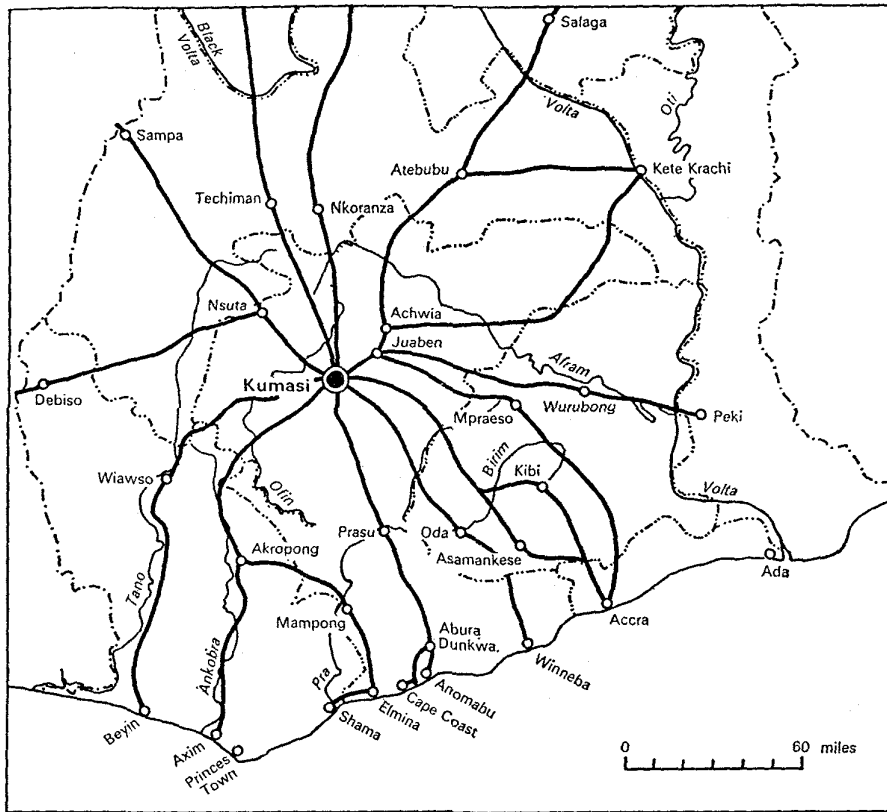 Salaga
Black
Volta
Volta
Oti
Sampa
Atebubu
Kete Krachi
Techiman
Nkoranza
Nsuta
Achwia
Juaben
Kumasi
Afram
Debiso
Wurubong
Peki
Mpraeso
Birim
Kibi
Wiawso
Ofin
Volta
Prasu
Oda
Asamankese
Akropong
Ada
Tano
Mampong
Accra
Abura
Dunkwa.
Ankobra
Pra
Winneba
Anomabu
Cape Coast
Elmina
Shama
Beyin
Axim
Princes
Town
0 60 miles